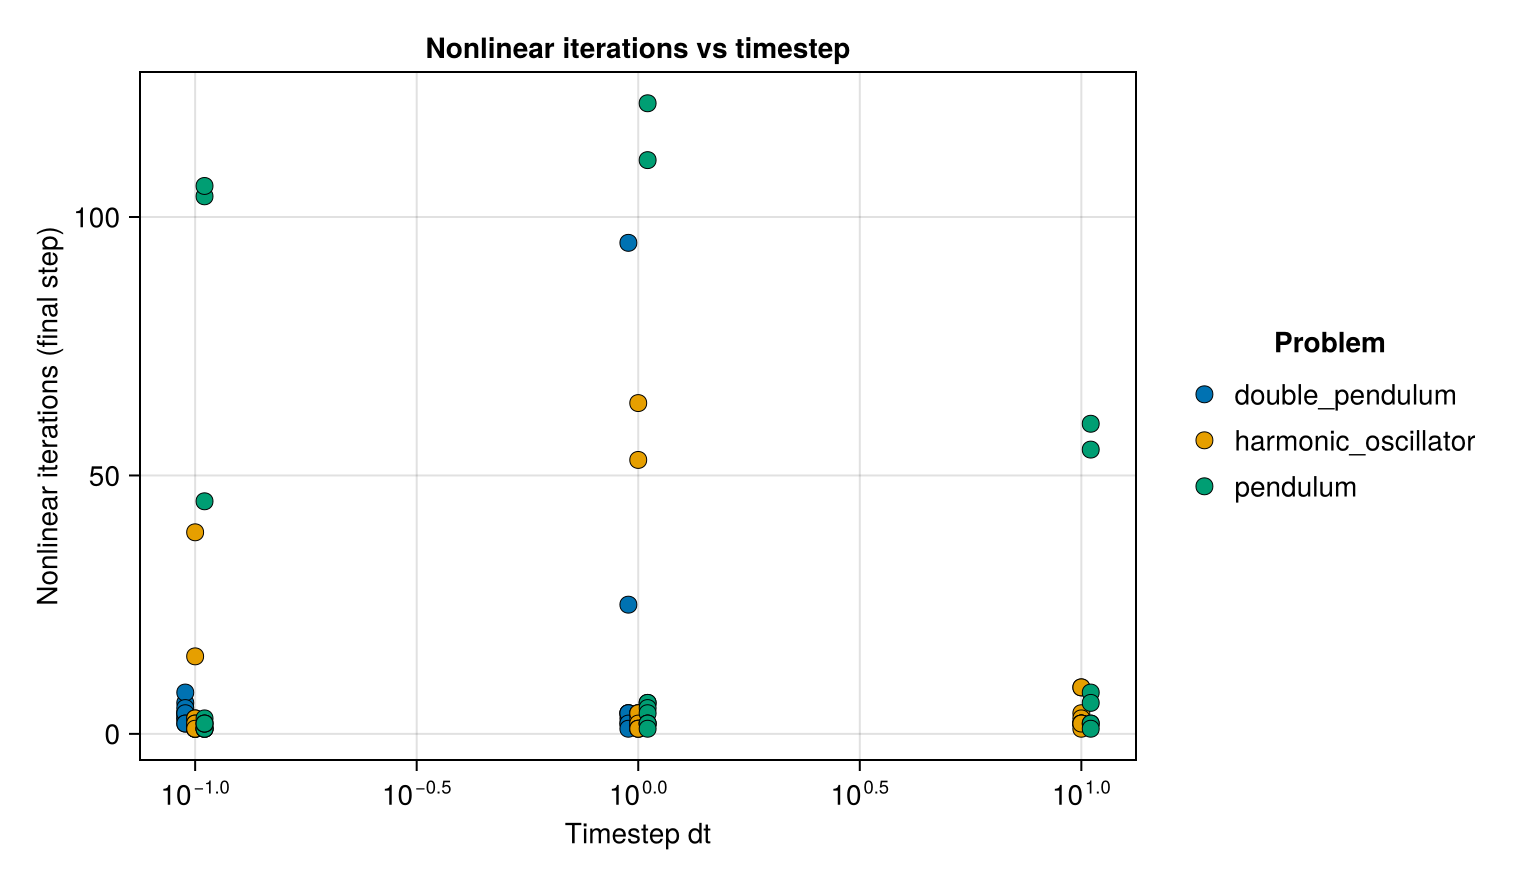 Nonlinear iterations vs timestep
Nonlinear iterations (final step)
100
50
0
10^−1.0
10^−0.5
10^0.0
10^0.5
10^1.0
Timestep dt
Problem
double_pendulum
harmonic_oscillator
pendulum